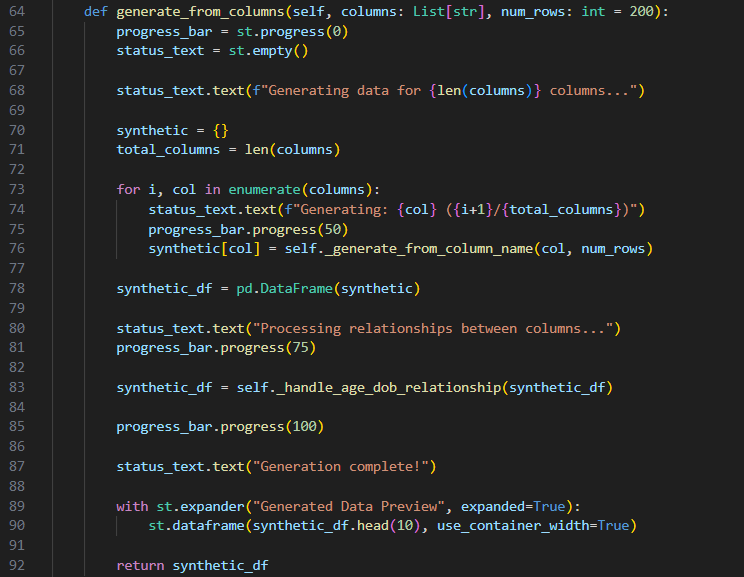 64 def generate_from_columns(self, columns: List[str], num_rows: int = 200):
65 progress_bar = st.progress(0)
66 status_text = st.empty()
67
68 status_text.text(f"Generating data for {len(columns)} columns...")
69
70 synthetic = {}
71 total_columns = len(columns)
72
73 for i, col in enumerate(columns):
74 status_text.text(f"Generating: {col} ({i+1}/{total_columns})")
75 progress_bar.progress(50)
76 synthetic[col] = self._generate_from_column_name(col, num_rows)
77
78 synthetic_df = pd.DataFrame(synthetic)
79
80 status_text.text("Processing relationships between columns...")
81 progress_bar.progress(75)
82
83 synthetic_df = self._handle_age_dob_relationship(synthetic_df)
84
85 progress_bar.progress(100)
86
87 status_text.text("Generation complete!")
88
89 with st.expander("Generated Data Preview", expanded=True):
90 st.dataframe(synthetic_df.head(10), use_container_width=True)
91
92 return synthetic_df